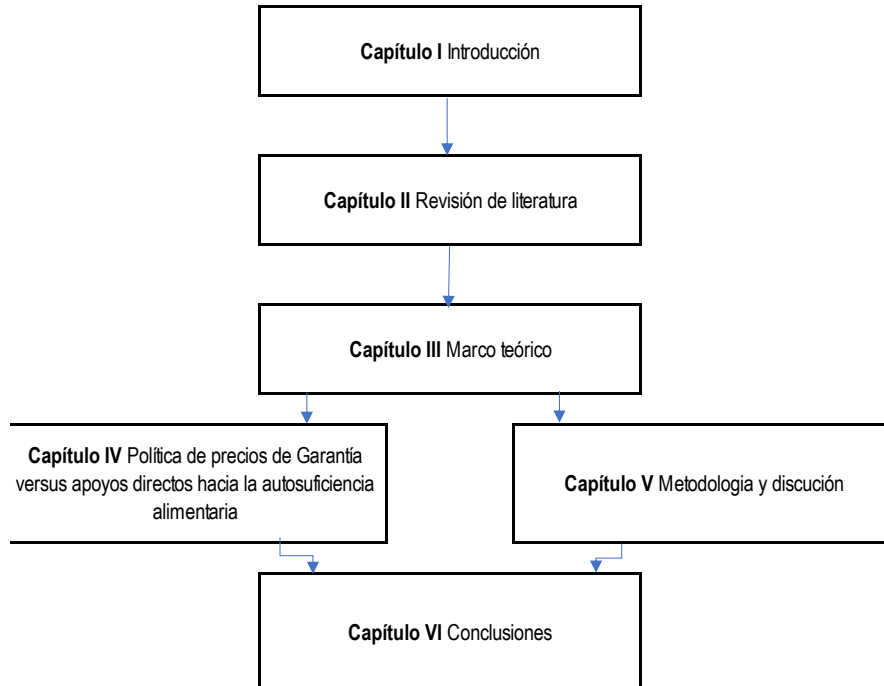 Capítulo I Introducción
Capítulo II Revisión de literatura
Capítulo III Marco teórico
Capítulo IV Política de precios de Garantía
versus apoyos directos hacia la autosuficiencia
alimentaria
Capítulo V Metodologia y discución
Capítulo VI Conclusiones